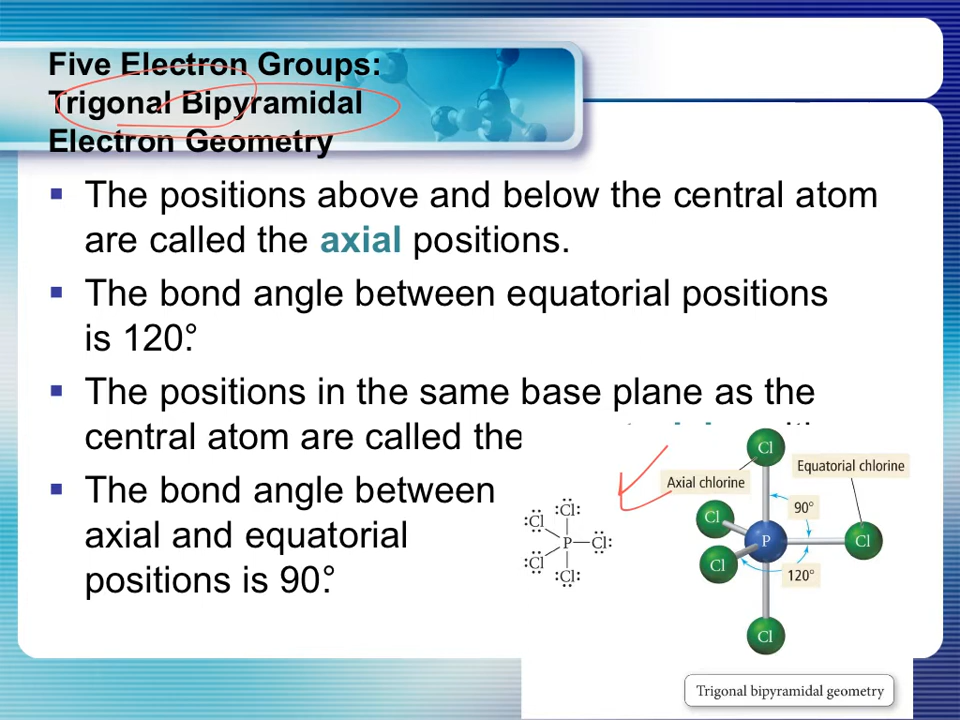 Five Electron Groups:
Trigonal Bipyramidal
Electron Geometry
▪ The positions above and below the central atom
are called the axial positions.
▪ The bond angle between equatorial positions
is 120°.
▪ The positions in the same base plane as the
central atom are called the
▪ The bond angle between
axial and equatorial
positions is 90°.
Cl
Equatorial chlorine
Axial chlorine
:Cl:
90°
Cl
:Cl
P
Cl:
P
Cl
:Cl
Cl
120°
:Cl:
Cl
Trigonal bipyramidal geometry